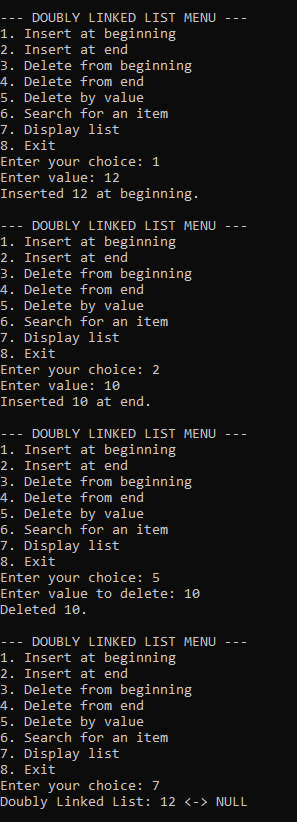 --- DOUBLY LINKED LIST MENU ---
1. Insert at beginning
2. Insert at end
3. Delete from beginning
4. Delete from end
5. Delete by value
6. Search for an item
7. Display list
8. Exit
Enter your choice: 1
Enter value: 12
Inserted 12 at beginning.

--- DOUBLY LINKED LIST MENU ---
1. Insert at beginning
2. Insert at end
3. Delete from beginning
4. Delete from end
5. Delete by value
6. Search for an item
7. Display list
8. Exit
Enter your choice: 2
Enter value: 10
Inserted 10 at end.

--- DOUBLY LINKED LIST MENU ---
1. Insert at beginning
2. Insert at end
3. Delete from beginning
4. Delete from end
5. Delete by value
6. Search for an item
7. Display list
8. Exit
Enter your choice: 5
Enter value to delete: 10
Deleted 10.

--- DOUBLY LINKED LIST MENU ---
1. Insert at beginning
2. Insert at end
3. Delete from beginning
4. Delete from end
5. Delete by value
6. Search for an item
7. Display list
8. Exit
Enter your choice: 7
Doubly Linked List: 12 <-> NULL